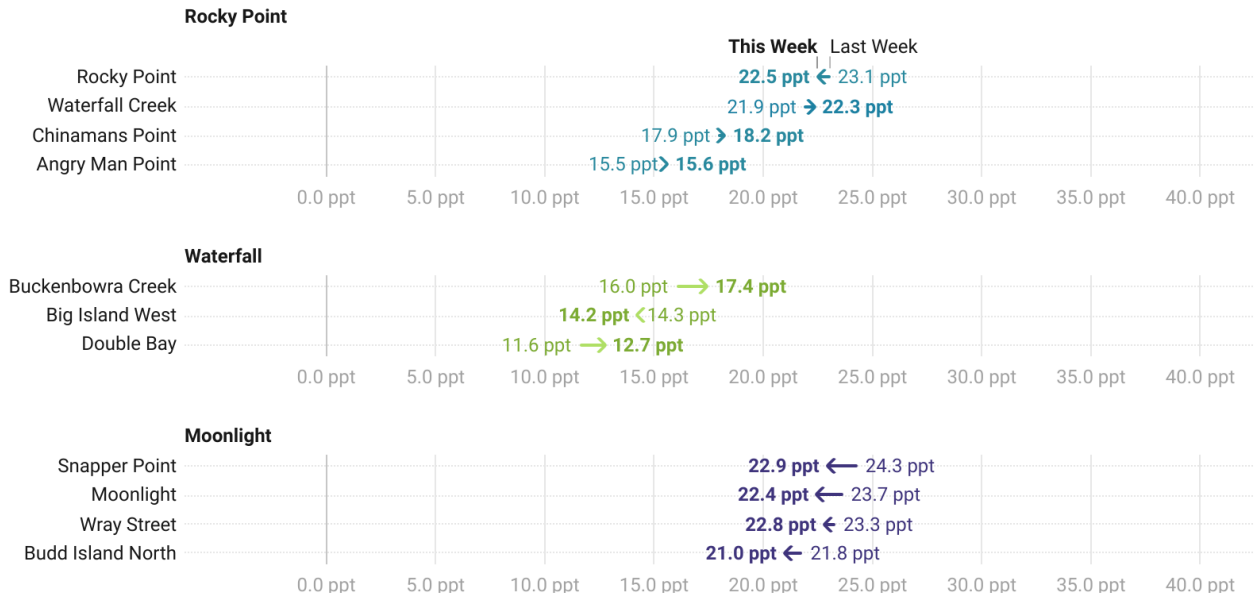 Rocky Point
This Week Last Week
Rocky Point 22.5 ppt 23.1 ppt
Waterfall Creek 21.9 ppt 22.3 ppt
Chinamans Point 17.9 ppt 18.2 ppt
Angry Man Point 15.5 ppt 15.6 ppt
0.0 ppt 5.0 ppt 10.0 ppt 15.0 ppt 20.0 ppt 25.0 ppt 30.0 ppt 35.0 ppt 40.0 ppt
Waterfall
Buckenbowra Creek 16.0 ppt 17.4 ppt
Big Island West 14.2 ppt 14.3 ppt
Double Bay 11.6 ppt 12.7 ppt
0.0 ppt 5.0 ppt 10.0 ppt 15.0 ppt 20.0 ppt 25.0 ppt 30.0 ppt 35.0 ppt 40.0 ppt
Moonlight
Snapper Point 22.9 ppt 24.3 ppt
Moonlight 22.4 ppt 23.7 ppt
Wray Street 22.8 ppt 23.3 ppt
Budd Island North 21.0 ppt 21.8 ppt
0.0 ppt 5.0 ppt 10.0 ppt 15.0 ppt 20.0 ppt 25.0 ppt 30.0 ppt 35.0 ppt 40.0 ppt